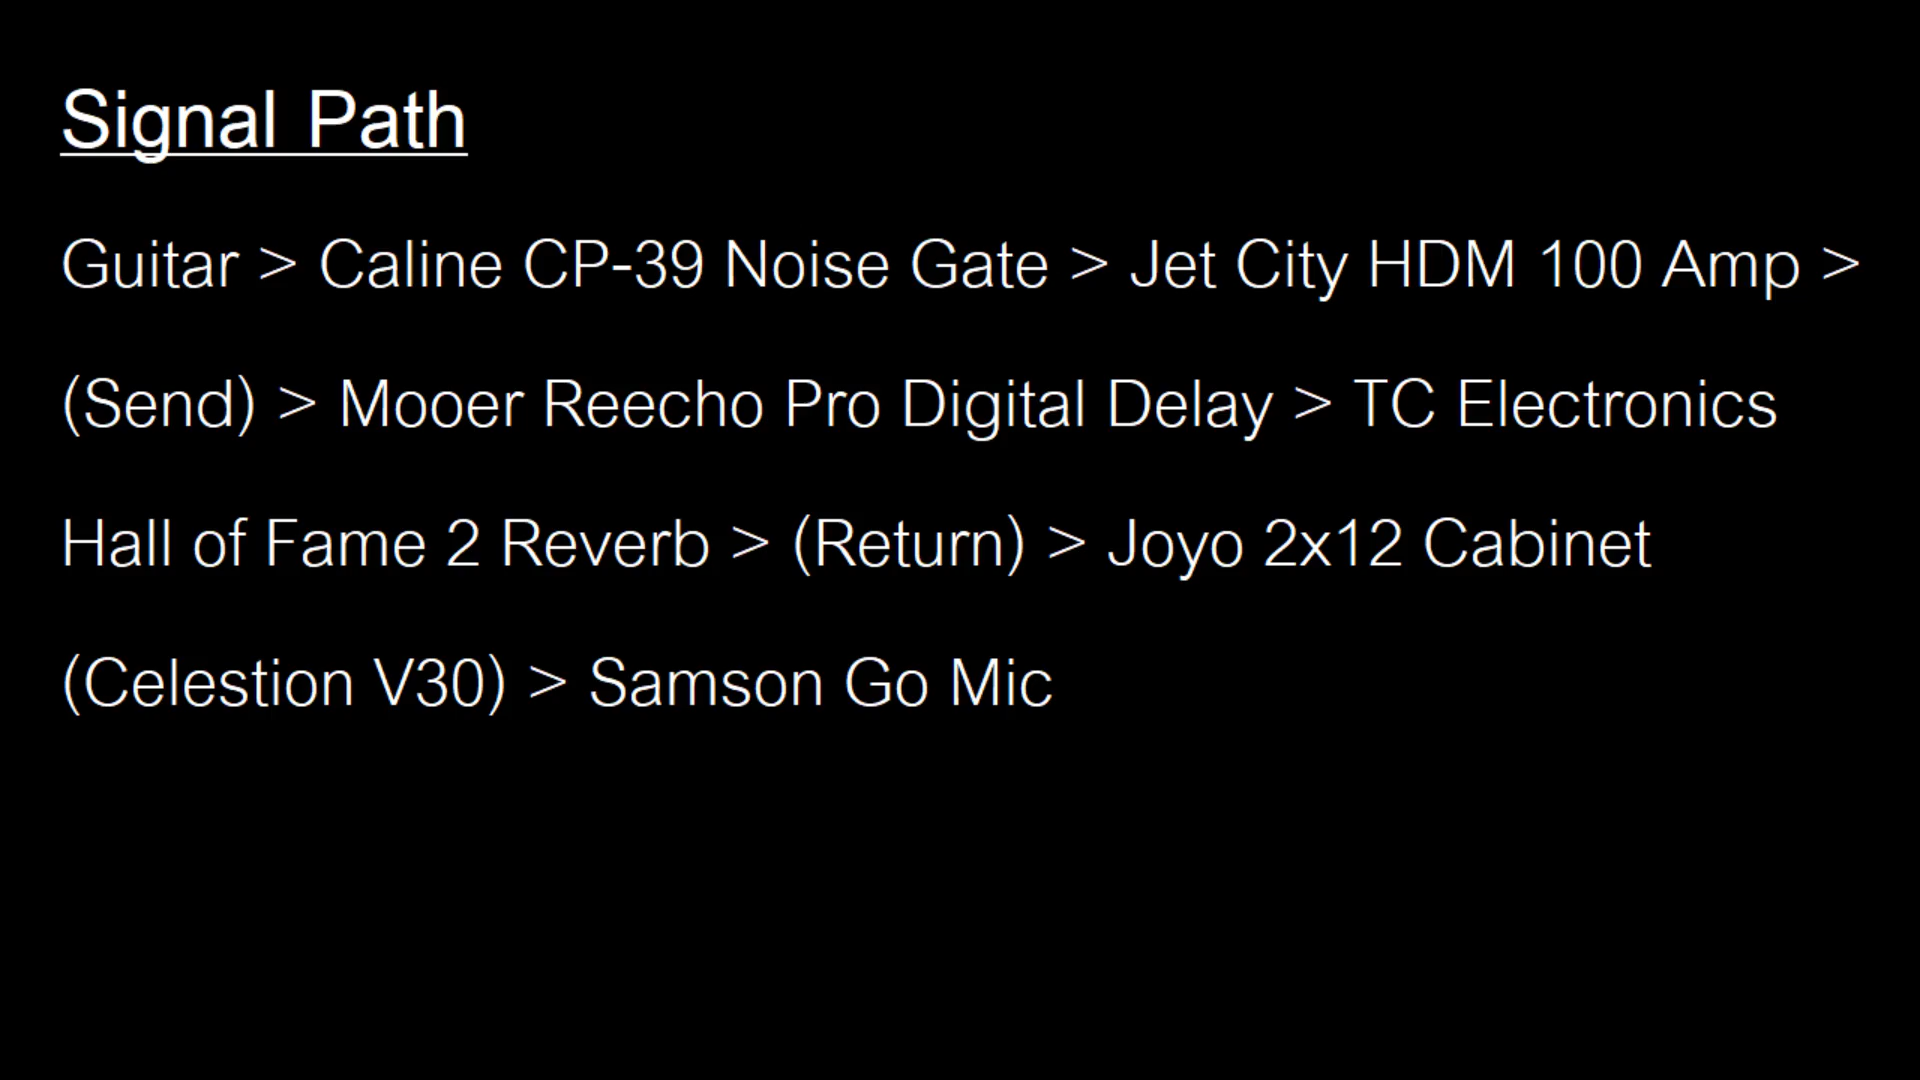 Signal Path
Guitar > Caline CP-39 Noise Gate > Jet City HDM 100 Amp >
(Send) > Mooer Reecho Pro Digital Delay > TC Electronics
Hall of Fame 2 Reverb > (Return) > Joyo 2x12 Cabinet
(Celestion V30) > Samson Go Mic